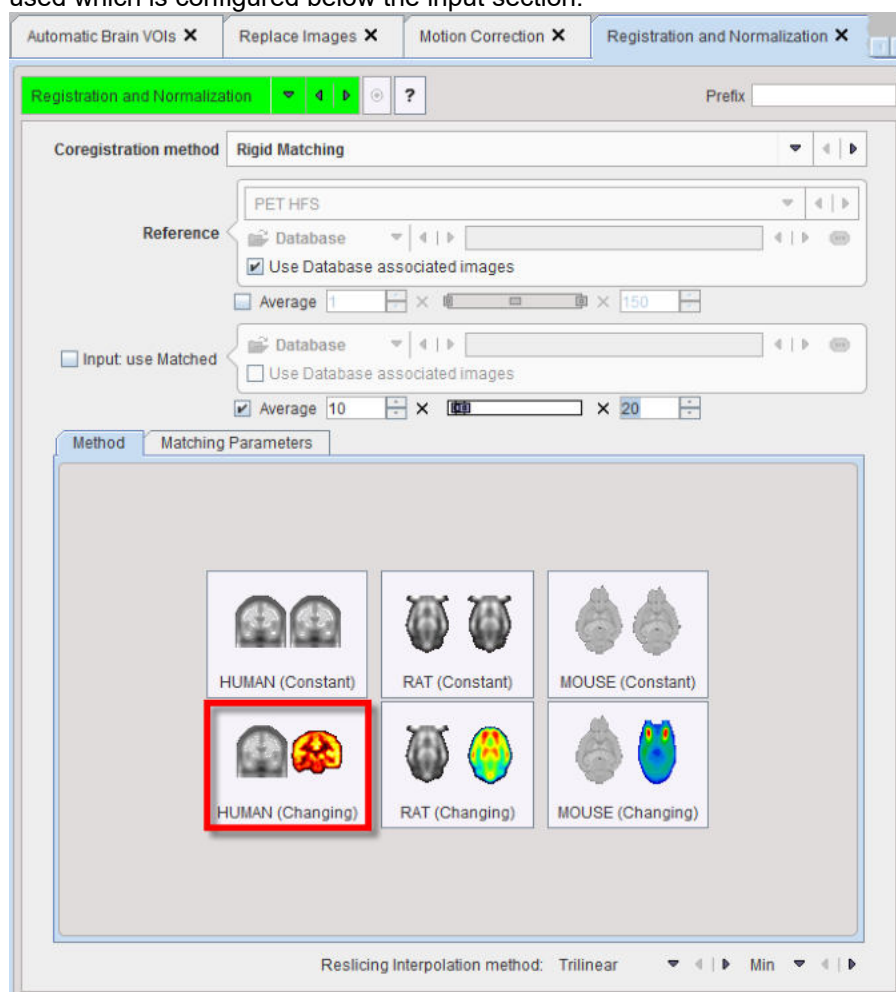 used which is configured below the input section.
Automatic Brain VOIs ✕ Replace Images ✕ Motion Correction ✕ Registration and Normalization ✕
Registration and Normalization ? Prefix
Coregistration method Rigid Matching
PET HFS
Reference
Database
Use Database associated images
Average 1 ✕ ✕ 150
Database
Input: use Matched
Use Database associated images
Average 10 ✕ ✕ 20
Method Matching Parameters
HUMAN (Constant) RAT (Constant) MOUSE (Constant)
HUMAN (Changing) RAT (Changing) MOUSE (Changing)
Reslicing Interpolation method: Trilinear Min